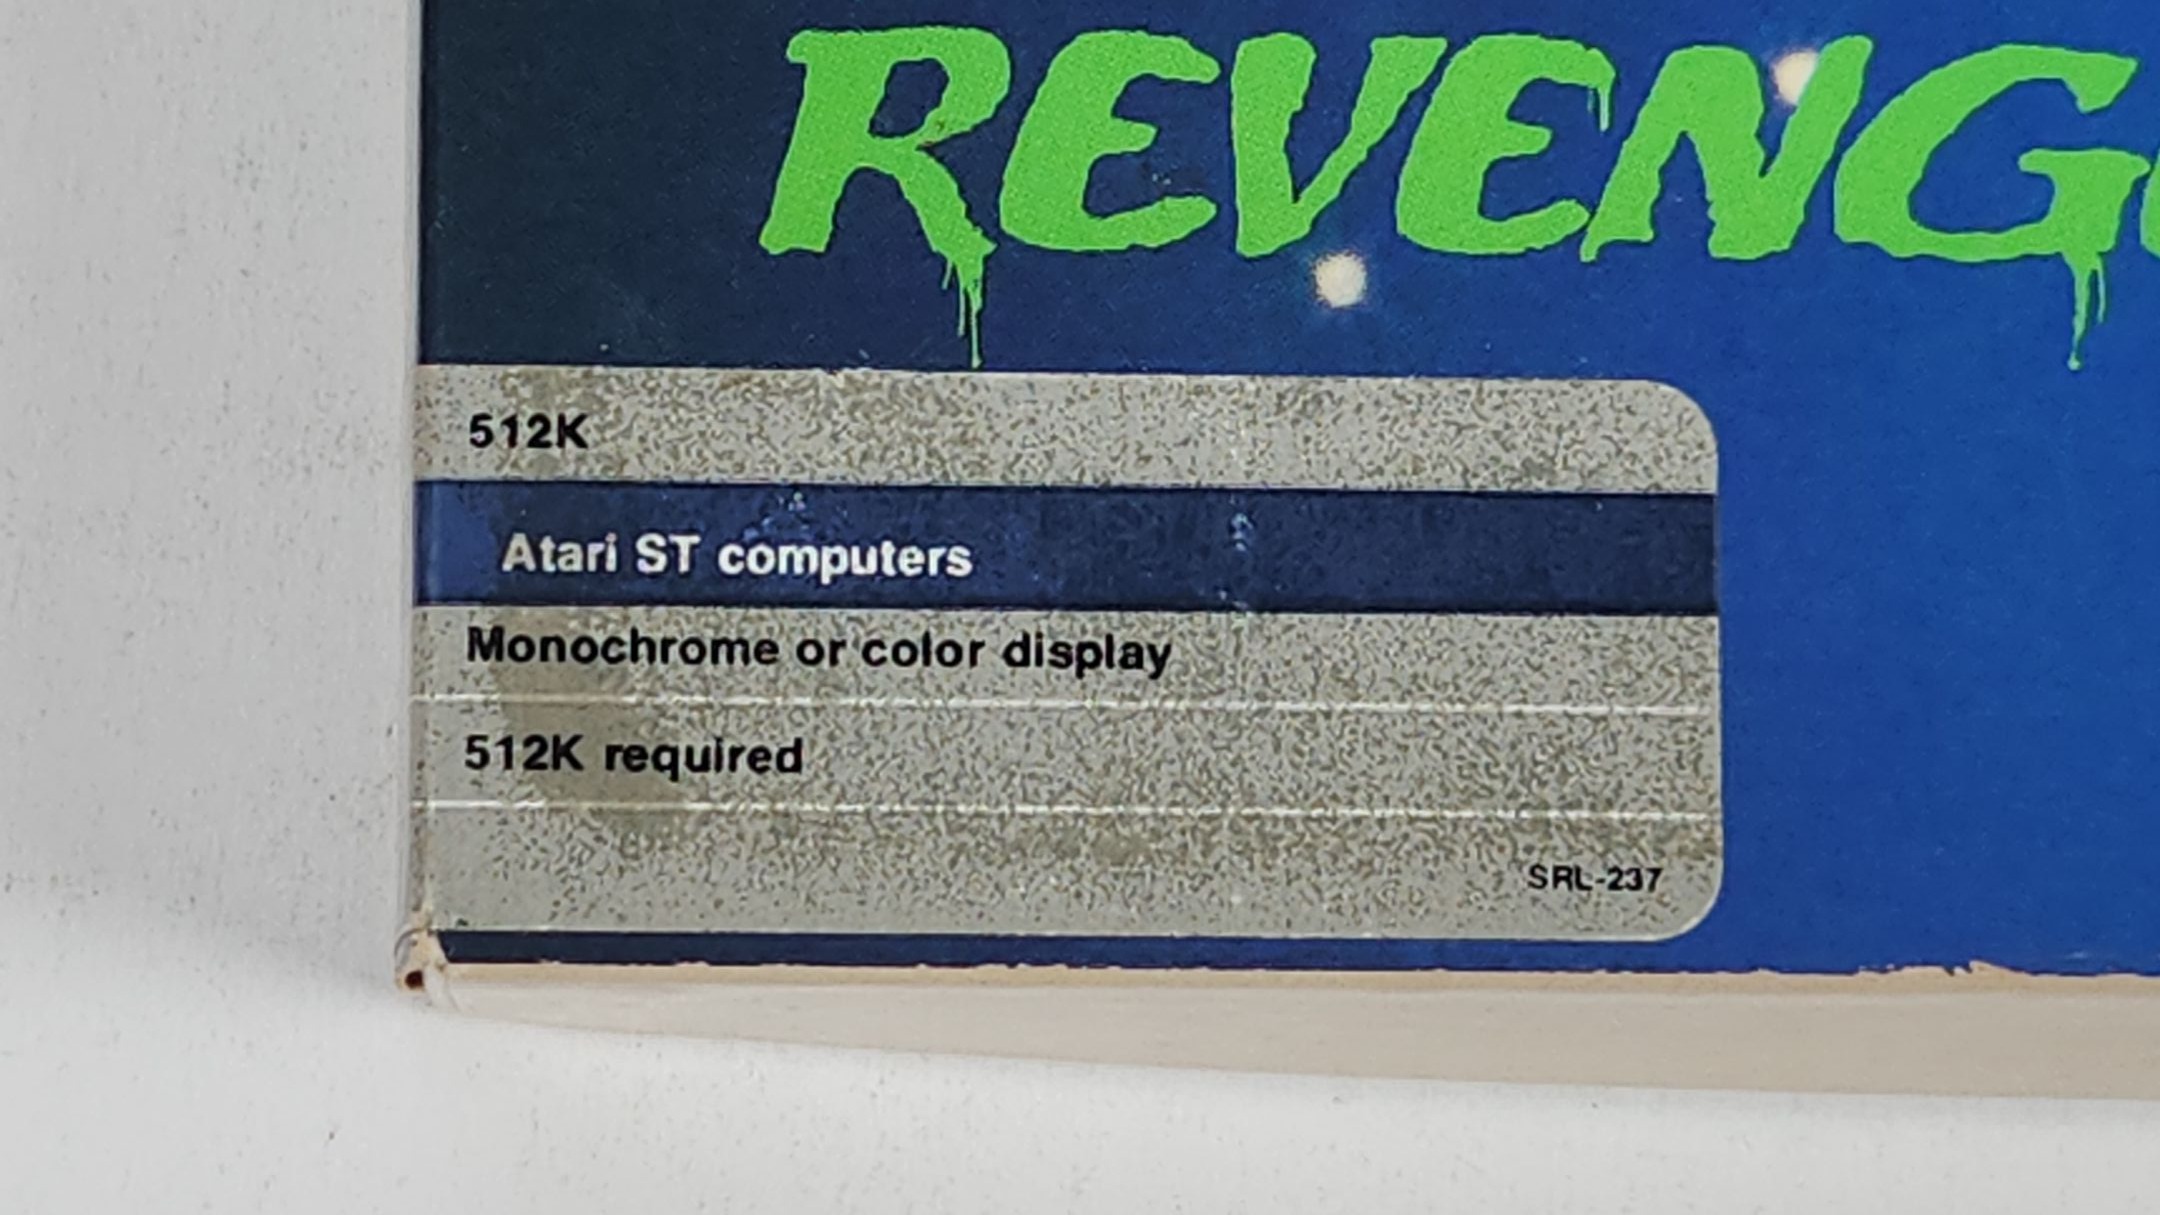 REVENG
512K
Atari ST computers
Monochrome or color display
512K required
SRL-237